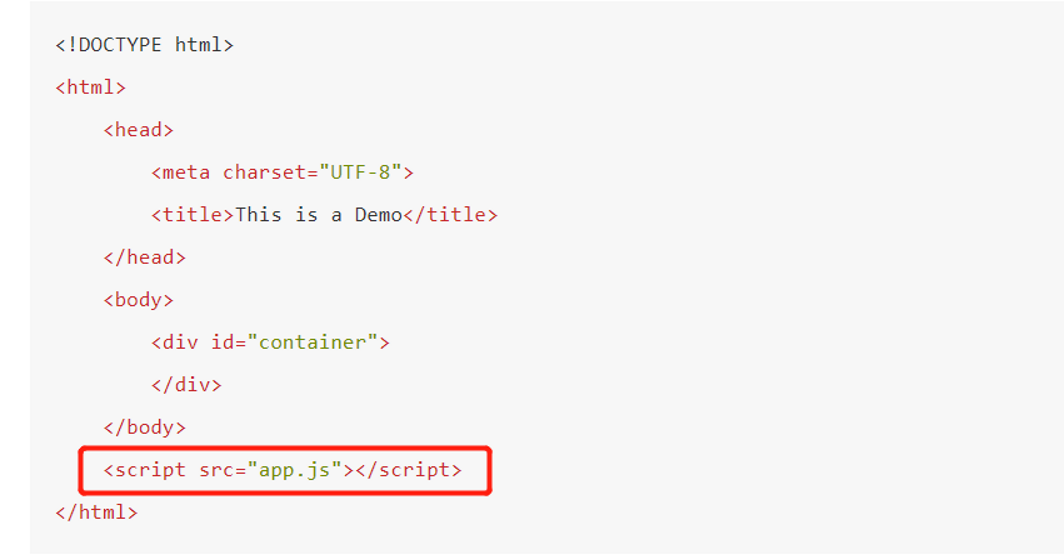 <!DOCTYPE html>
<html>
<head>
<meta charset="UTF-8">
<title>This is a Demo</title>
</head>
<body>
<div id="container">
</div>
</body>
<script src="app.js"></script>
</html>